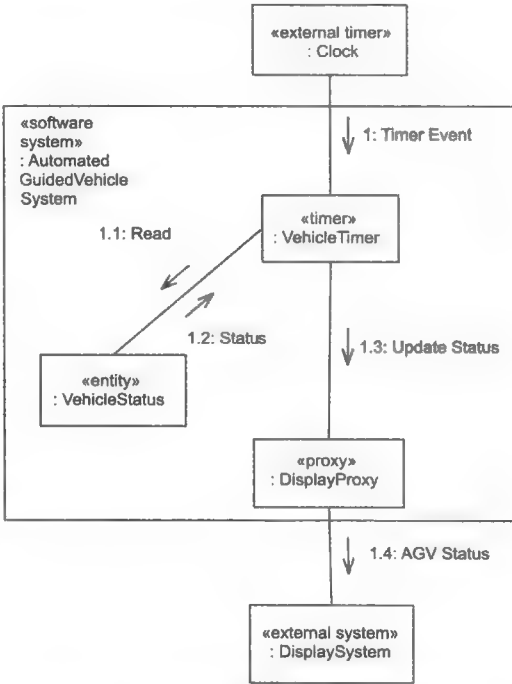 «external timer»
: Clock
«software
system»
: Automated
GuidedVehicle
System
1: Timer Event
«timer»
: VehicleTimer
1.1: Read
1.2: Status
1.3: Update Status
«entity»
: VehicleStatus
«proxy»
: DisplayProxy
1.4: AGV Status
«external system»
: DisplaySystem